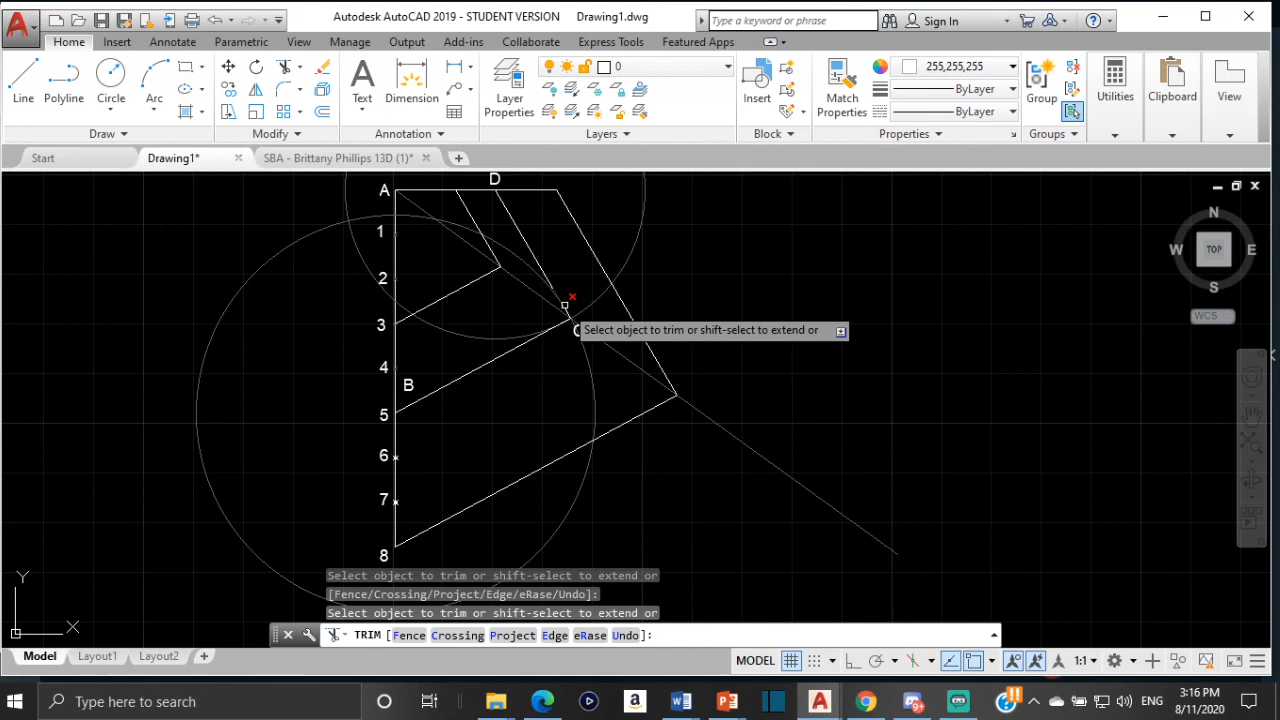 Autodesk AutoCAD 2019 - STUDENT VERSION Drawing1.dwg
Type a keyword or phrase
Sign In
Home Insert Annotate Parametric View Manage Output Add-ins Collaborate Express Tools Featured Apps
Line Polyline Circle Arc
Text Dimension
Layer Properties
0
Insert
Match Properties
255,255,255
ByLayer
ByLayer
Group
Utilities
Clipboard
View
Draw Modify Annotation Layers Block Properties Groups
Start Drawing1* SBA - Brittany Phillips 13D (1)*
D
A
1
2
3
4
B
5
6
7
8
C
Select object to trim or shift-select to extend or
N
W TOP E
S
WCS
Y
X
Select object to trim or shift-select to extend or
[Fence/Crossing/Project/Edge/eRase/Undo]:
Select object to trim or shift-select to extend or
TRIM [Fence Crossing Project Edge eRase Undo]:
Model Layout1 Layout2
MODEL 1:1
Type here to search
ENG
3:16 PM
8/11/2020